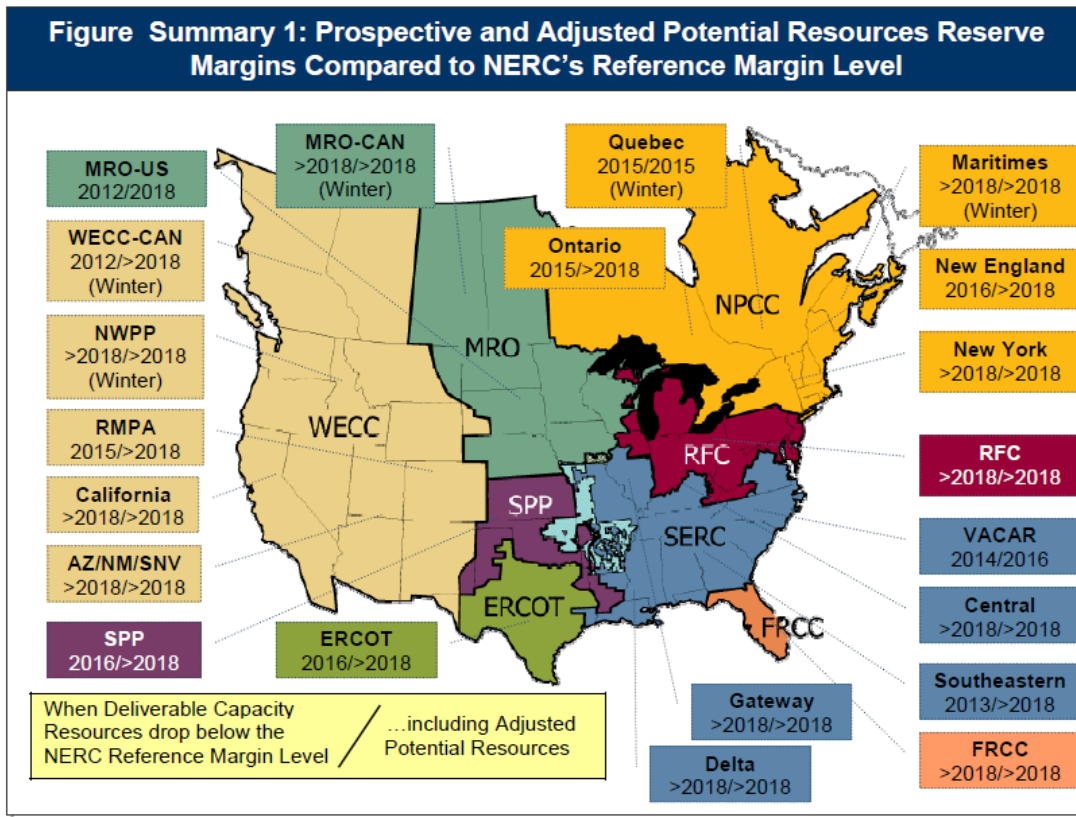 Figure Summary 1: Prospective and Adjusted Potential Resources Reserve
Margins Compared to NERC's Reference Margin Level
MRO-US
2012/2018
MRO-CAN
>2018/>2018
(Winter)
Quebec
2015/2015
(Winter)
Maritimes
>2018/>2018
(Winter)
WECC-CAN
2012/>2018
(Winter)
Ontario
2015/>2018
New England
2016/>2018
NWPP
>2018/>2018
(Winter)
New York
>2018/>2018
RMPA
2015/>2018
California
>2018/>2018
AZ/NM/SNV
>2018/>2018
SPP
2016/>2018
ERCOT
2016/>2018
WECC
MRO
NPCC
RFC
SPP
SERC
ERCOT
FRCC
RFC
>2018/>2018
VACAR
2014/2016
Central
>2018/>2018
Southeastern
2013/>2018
FRCC
>2018/>2018
Gateway
>2018/>2018
Delta
>2018/>2018
When Deliverable Capacity
Resources drop below the
NERC Reference Margin Level
/
...including Adjusted
Potential Resources